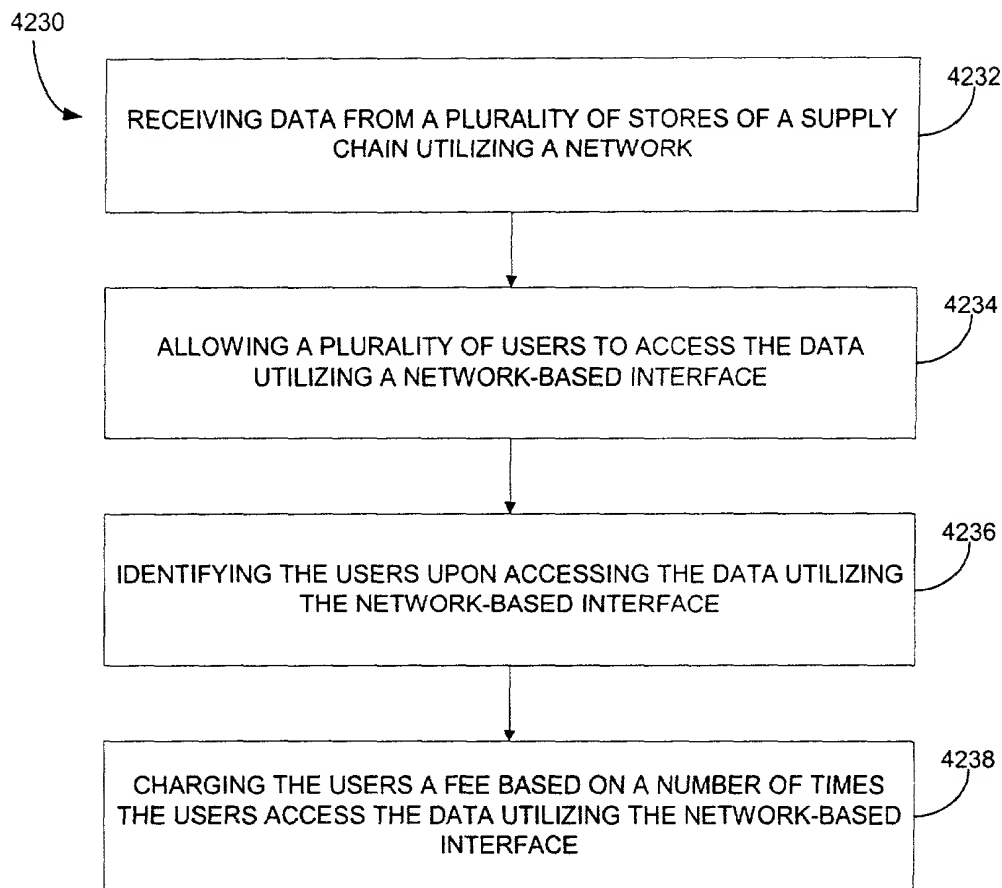 4230
4232
RECEIVING DATA FROM A PLURALITY OF STORES OF A SUPPLY
CHAIN UTILIZING A NETWORK
4234
ALLOWING A PLURALITY OF USERS TO ACCESS THE DATA
UTILIZING A NETWORK-BASED INTERFACE
4236
IDENTIFYING THE USERS UPON ACCESSING THE DATA UTILIZING
THE NETWORK-BASED INTERFACE
4238
CHARGING THE USERS A FEE BASED ON A NUMBER OF TIMES
THE USERS ACCESS THE DATA UTILIZING THE NETWORK-BASED
INTERFACE